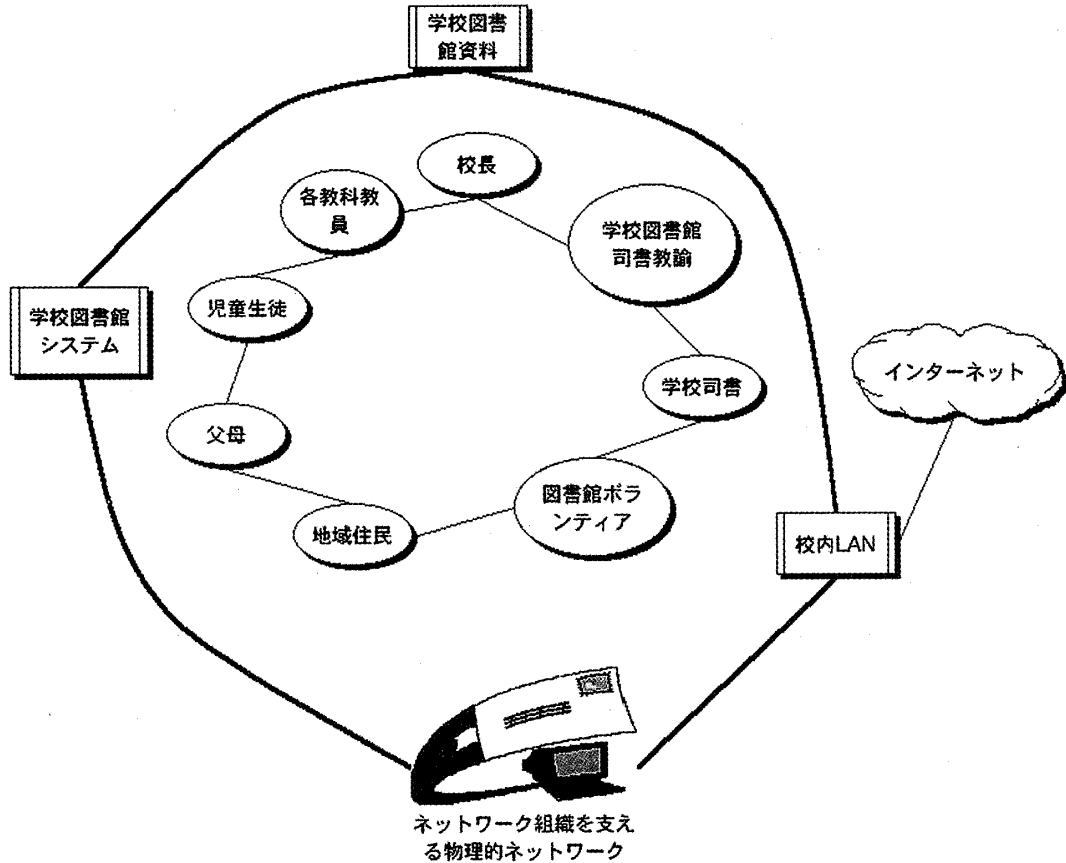 学校図書
館資料
校長
各教科教
員
学校図書館
司書教諭
児童生徒
学校図書館
システム
インターネット
学校司書
父母
図書館ボラ
ンティア
地域住民
校内LAN
ネットワーク組織を支え
る物理的ネットワーク